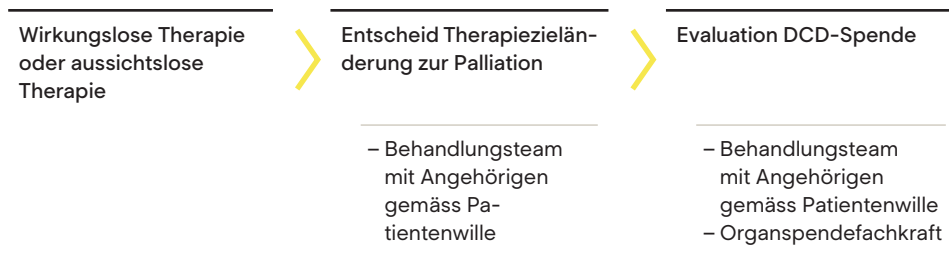 Wirkungslose Therapie
oder aussichtslose
Therapie
Entscheid Therapiezielän-
derung zur Palliation
– Behandlungsteam
mit Angehörigen
gemäss Pa-
tientenwille
Evaluation DCD-Spende
– Behandlungsteam
mit Angehörigen
gemäss Patientenwille
– Organspendefachkraft